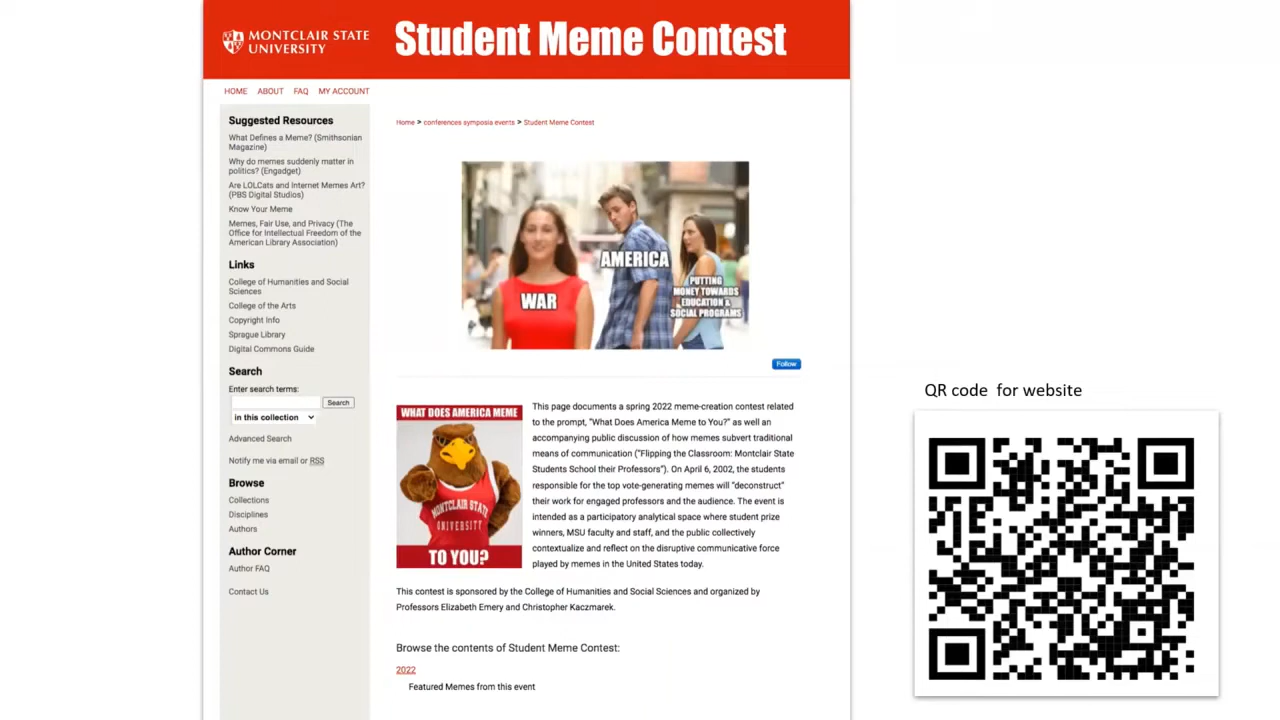 MONTCLAIR STATE
UNIVERSITY
Student Meme Contest
HOME ABOUT FAQ MY ACCOUNT
Suggested Resources
What Defines a Meme? (Smithsonian
Magazine)
Why do memes suddenly matter in
politics? (Engadget)
Are LOLCats and Internet Memes Art?
(PBS Digital Studios)
Know Your Meme
Memes, Fair Use, and Privacy (The
Office for Intellectual Freedom of the
American Library Association)
Links
College of Humanities and Social
Sciences
College of the Arts
Copyright Info
Sprague Library
Digital Commons Guide
Search
Enter search terms:
Search
in this collection
Advanced Search
Notify me via email or RSS
Browse
Collections
Disciplines
Authors
Author Corner
Author FAQ
Contact Us
Home > conferences symposia events > Student Meme Contest
WAR
AMERICA
PUTTING
MONEY TOWARDS
EDUCATION &
SOCIAL PROGRAMS
Follow
WHAT DOES AMERICA MEME
MONTCLAIR STATE
UNIVERSITY
TO YOU?
This page documents a spring 2022 meme-creation contest related
to the prompt, "What Does America Meme to You?" as well an
accompanying public discussion of how memes subvert traditional
means of communication ("Flipping the Classroom: Montclair State
Students School their Professors"). On April 6, 2002, the students
responsible for the top vote-generating memes will "deconstruct"
their work for engaged professors and the audience. The event is
intended as a participatory analytical space where student prize
winners, MSU faculty and staff, and the public collectively
contextualize and reflect on the disruptive communicative force
played by memes in the United States today.
This contest is sponsored by the College of Humanities and Social Sciences and organized by
Professors Elizabeth Emery and Christopher Kaczmarek.
Browse the contents of Student Meme Contest:
2022
Featured Memes from this event
QR code for website